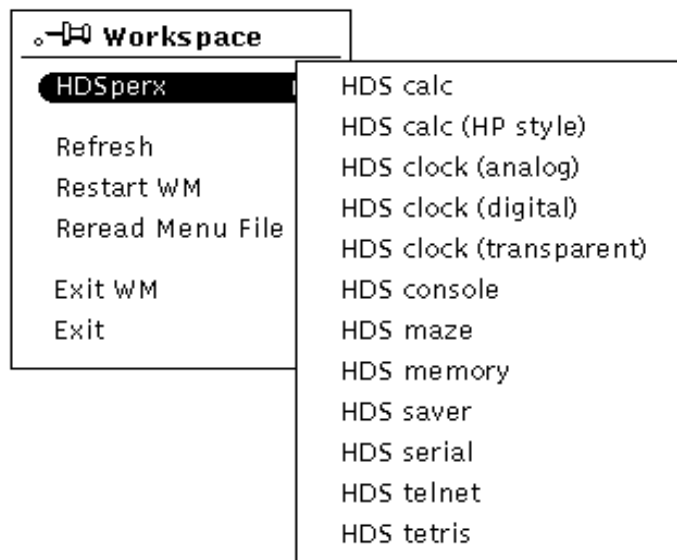 Workspace
HDSperx
Refresh
Restart WM
Reread Menu File
Exit WM
Exit
HDS calc
HDS calc (HP style)
HDS clock (analog)
HDS clock (digital)
HDS clock (transparent)
HDS console
HDS maze
HDS memory
HDS saver
HDS serial
HDS telnet
HDS tetris